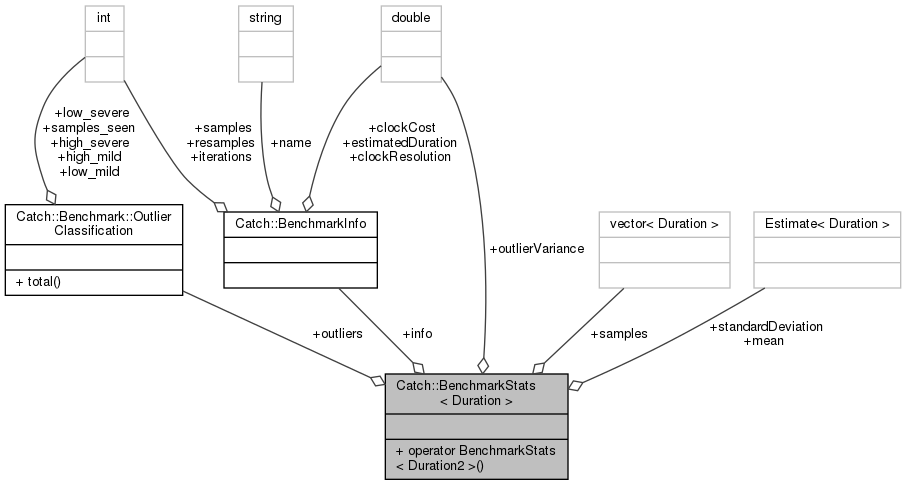 int
string
double
+low_severe
+samples_seen
+high_severe
+high_mild
+low_mild
+samples
+resamples
+iterations
+name
+clockCost
+estimatedDuration
+clockResolution
Catch::Benchmark::Outlier
Classification
+ total()
Catch::BenchmarkInfo
+outlierVariance
vector< Duration >
Estimate< Duration >
+outliers
+info
+samples
+standardDeviation
+mean
Catch::BenchmarkStats
< Duration >
+ operator BenchmarkStats
< Duration2 >()